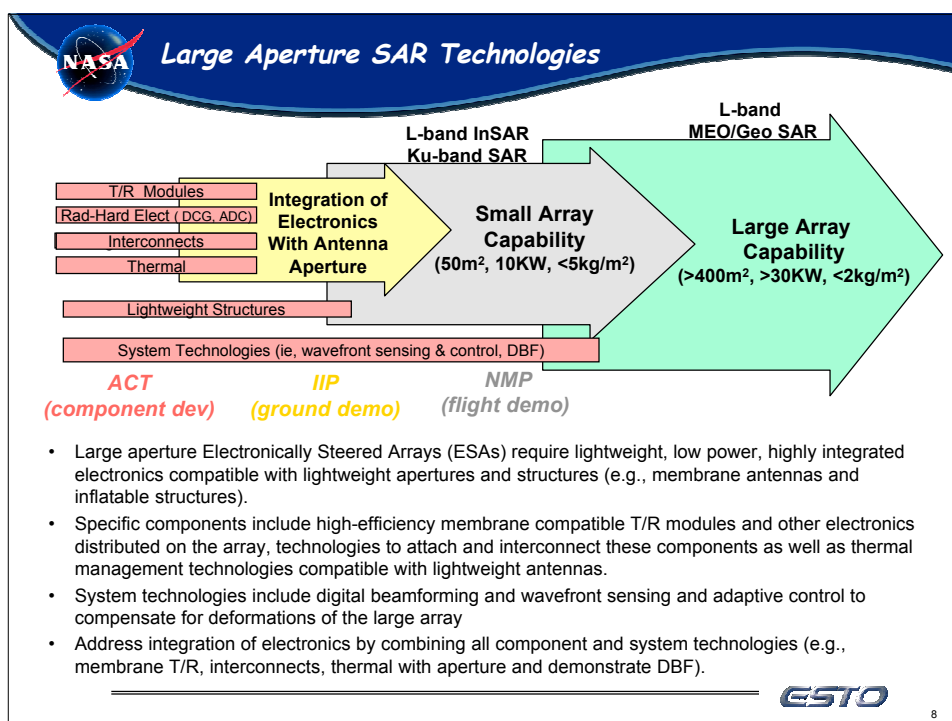 NASA
Large Aperture SAR Technologies
L-band InSAR
Ku-band SAR
L-band
MEO/Geo SAR
T/R Modules
Rad-Hard Elect ( DCG, ADC)
Interconnects
Thermal
Integration of
Electronics
With Antenna
Aperture
Small Array
Capability
(50m², 10KW, <5kg/m²)
Large Array
Capability
(>400m², >30KW, <2kg/m²)
Lightweight Structures
System Technologies (ie, wavefront sensing & control, DBF)
ACT
(component dev)
IIP
(ground demo)
NMP
(flight demo)
• Large aperture Electronically Steered Arrays (ESAs) require lightweight, low power, highly integrated
electronics compatible with lightweight apertures and structures (e.g., membrane antennas and
inflatable structures).
• Specific components include high-efficiency membrane compatible T/R modules and other electronics
distributed on the array, technologies to attach and interconnect these components as well as thermal
management technologies compatible with lightweight antennas.
• System technologies include digital beamforming and wavefront sensing and adaptive control to
compensate for deformations of the large array
• Address integration of electronics by combining all component and system technologies (e.g.,
membrane T/R, interconnects, thermal with aperture and demonstrate DBF).
ESTO
8